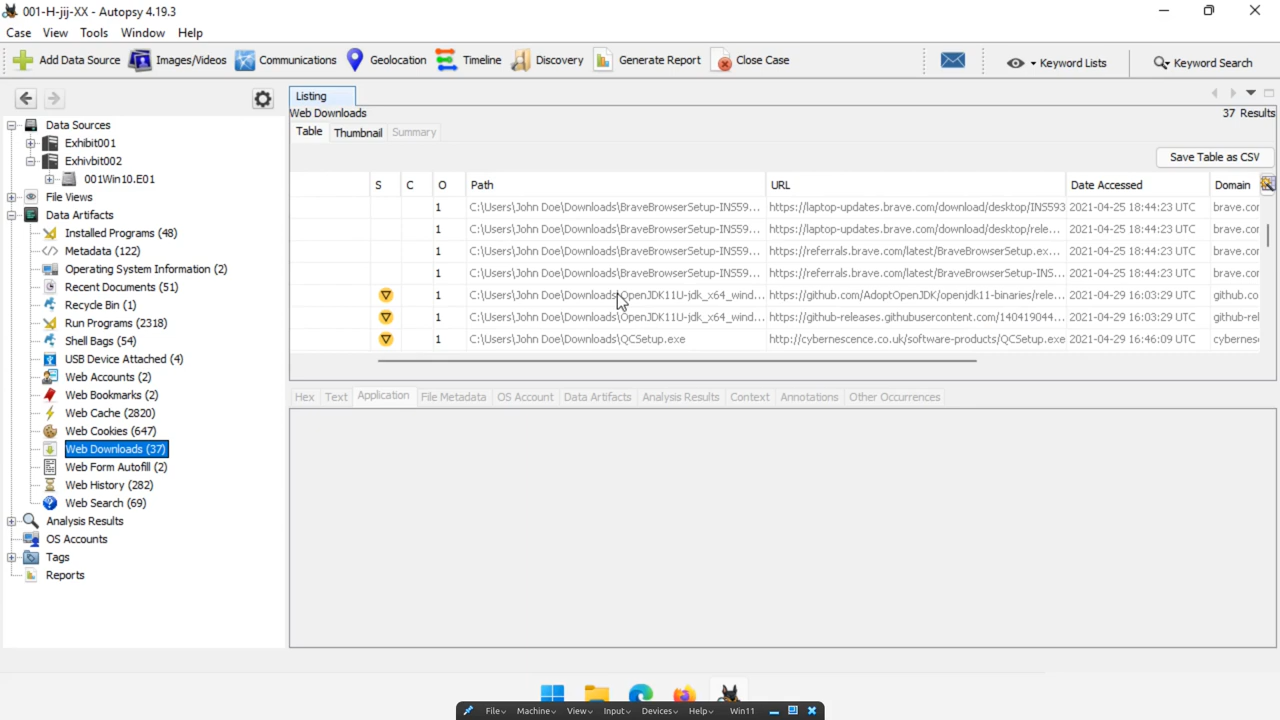 001-H-jij-XX - Autopsy 4.19.3
Case View Tools Window Help
Add Data Source Images/Videos Communications Geolocation Timeline Discovery Generate Report Close Case Keyword Lists Keyword Search
Data Sources
Exhibit001
Exhivbit002
001Win10.E01
File Views
Data Artifacts
Installed Programs (48)
Metadata (122)
Operating System Information (2)
Recent Documents (51)
Recycle Bin (1)
Run Programs (2318)
Shell Bags (54)
USB Device Attached (4)
Web Accounts (2)
Web Bookmarks (2)
Web Cache (2820)
Web Cookies (647)
Web Downloads (37)
Web Form Autofill (2)
Web History (282)
Web Search (69)
Analysis Results
OS Accounts
Tags
Reports
Listing
Web Downloads 37 Results
Table Thumbnail Summary
Save Table as CSV
S C O Path URL Date Accessed Domain
1 C:\Users\John Doe\Downloads\BraveBrowserSetup-INS59... https://laptop-updates.brave.com/download/desktop/INS593 2021-04-25 18:44:23 UTC brave.cor
1 C:\Users\John Doe\Downloads\BraveBrowserSetup-INS59... https://laptop-updates.brave.com/download/desktop/rele... 2021-04-25 18:44:23 UTC brave.cor
1 C:\Users\John Doe\Downloads\BraveBrowserSetup-INS59... https://referrals.brave.com/latest/BraveBrowserSetup.ex... 2021-04-25 18:44:23 UTC brave.cor
1 C:\Users\John Doe\Downloads\BraveBrowserSetup-INS59... https://referrals.brave.com/latest/BraveBrowserSetup-INS... 2021-04-25 18:44:23 UTC brave.cor
1 C:\Users\John Doe\Downloads\OpenJDK11U-jdk_x64_wind... https://github.com/AdoptOpenJDK/openjdk11-binaries/rele... 2021-04-29 16:03:29 UTC github.co
1 C:\Users\John Doe\Downloads\OpenJDK11U-jdk_x64_wind... https://github-releases.githubusercontent.com/140419044... 2021-04-29 16:03:29 UTC github-rel
1 C:\Users\John Doe\Downloads\QCSetup.exe http://cybernescence.co.uk/software-products/QCSetup.exe 2021-04-29 16:46:09 UTC cybernes
Hex Text Application File Metadata OS Account Data Artifacts Analysis Results Context Annotations Other Occurrences
File Machine View Input Devices Help Win11